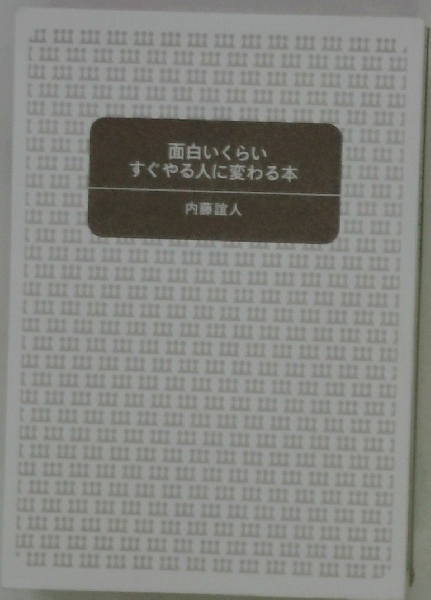 面白いくらい
すぐやる人に変わる本
内藤誼人